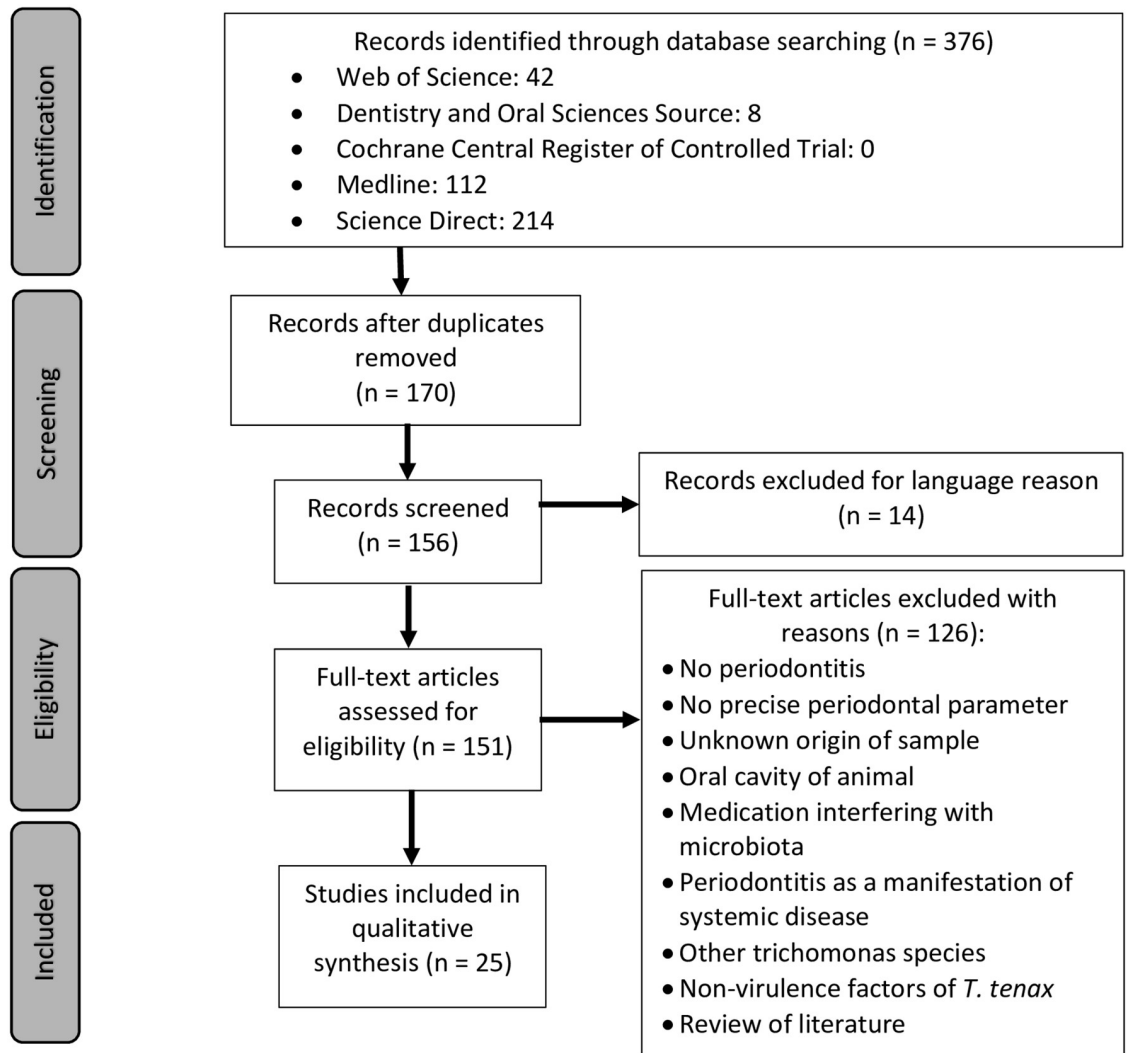 Identification
Records identified through database searching (n = 376)
• Web of Science: 42
• Dentistry and Oral Sciences Source: 8
• Cochrane Central Register of Controlled Trial: 0
• Medline: 112
• Science Direct: 214
Screening
Records after duplicates
removed
(n = 170)
Records screened
(n = 156)
Records excluded for language reason
(n = 14)
Eligibility
Full-text articles
assessed for
eligibility (n = 151)
Full-text articles excluded with
reasons (n = 126):
• No periodontitis
• No precise periodontal parameter
• Unknown origin of sample
• Oral cavity of animal
• Medication interfering with
microbiota
• Periodontitis as a manifestation of
systemic disease
• Other trichomonas species
• Non-virulence factors of T. tenax
• Review of literature
Included
Studies included in
qualitative
synthesis (n = 25)